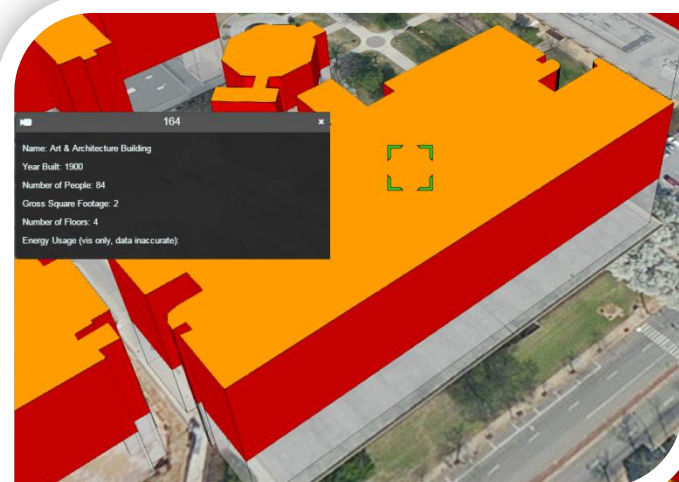 164
×
Name: Art & Architecture Building
Year Built: 1900
Number of People: 84
Gross Square Footage: 2
Number of Floors: 4
Energy Usage (vis only, data inaccurate):